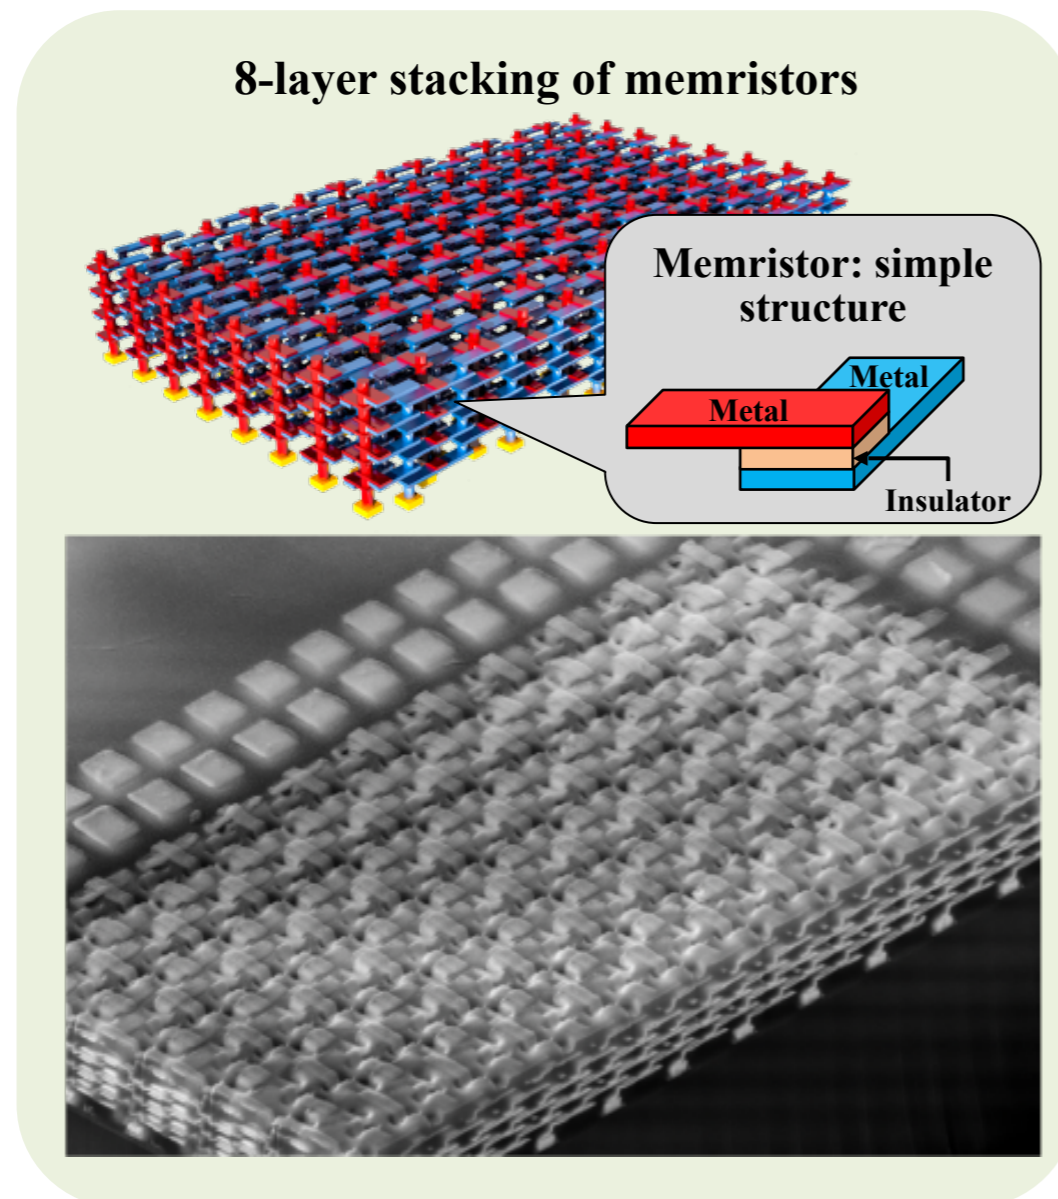 8-layer stacking of memristors
Memristor: simple
structure
Metal
Metal
Insulator